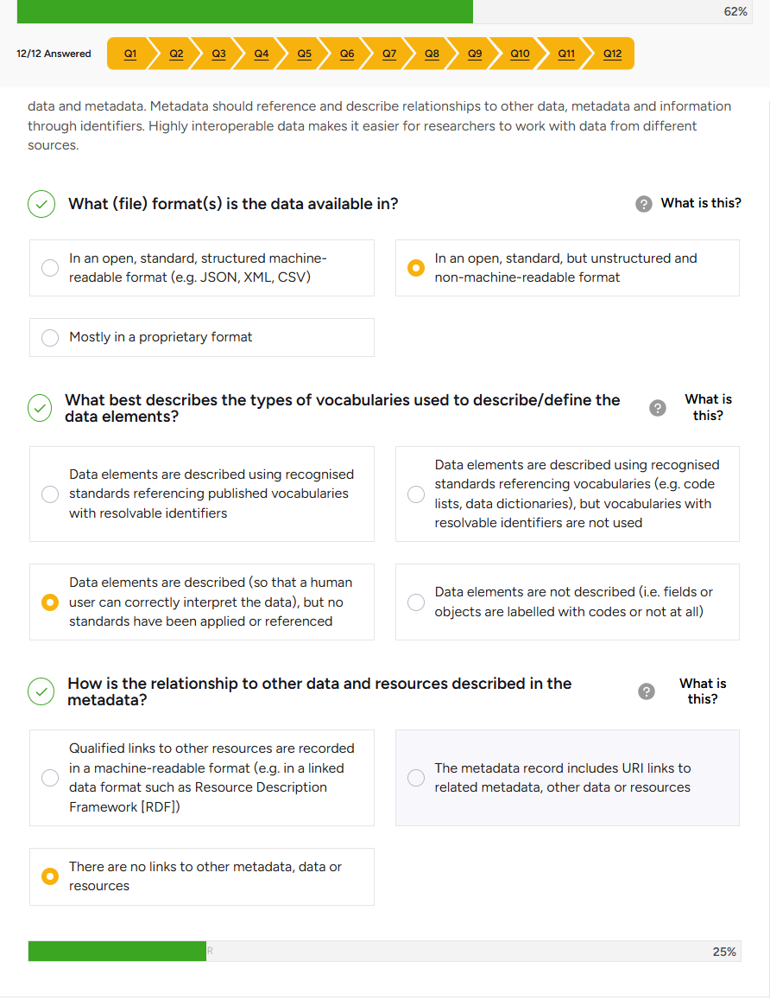 62%
12/12 Answered
Q1 Q2 Q3 Q4 Q5 Q6 Q7 Q8 Q9 Q10 Q11 Q12
data and metadata. Metadata should reference and describe relationships to other data, metadata and information
through identifiers. Highly interoperable data makes it easier for researchers to work with data from different
sources.
What (file) format(s) is the data available in?
? What is this?
In an open, standard, structured machine-
readable format (e.g. JSON, XML, CSV)
In an open, standard, but unstructured and
non-machine-readable format
Mostly in a proprietary format
What best describes the types of vocabularies used to describe/define the
data elements?
? What is
this?
Data elements are described using recognised
standards referencing published vocabularies
with resolvable identifiers
Data elements are described using recognised
standards referencing vocabularies (e.g. code
lists, data dictionaries), but vocabularies with
resolvable identifiers are not used
Data elements are described (so that a human
user can correctly interpret the data), but no
standards have been applied or referenced
Data elements are not described (i.e. fields or
objects are labelled with codes or not at all)
How is the relationship to other data and resources described in the
metadata?
? What is
this?
Qualified links to other resources are recorded
in a machine-readable format (e.g. in a linked
data format such as Resource Description
Framework [RDF])
The metadata record includes URI links to
related metadata, other data or resources
There are no links to other metadata, data or
resources
R
25%